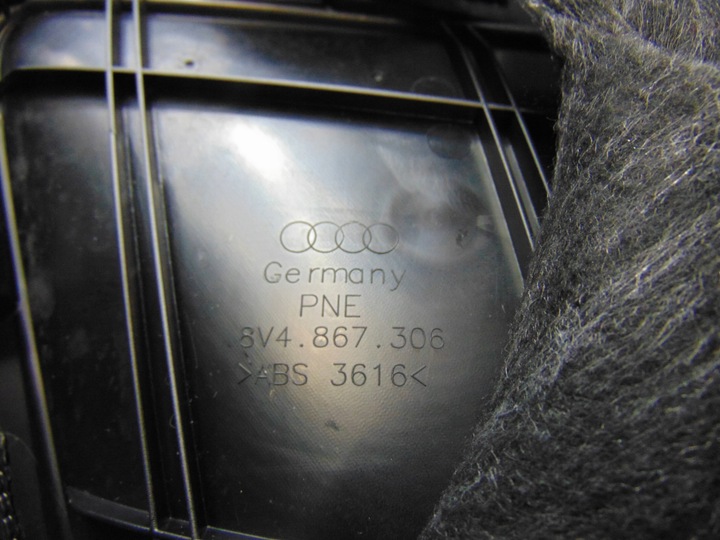 Germany
PNE
8V4.867.306
>ABS 3616<